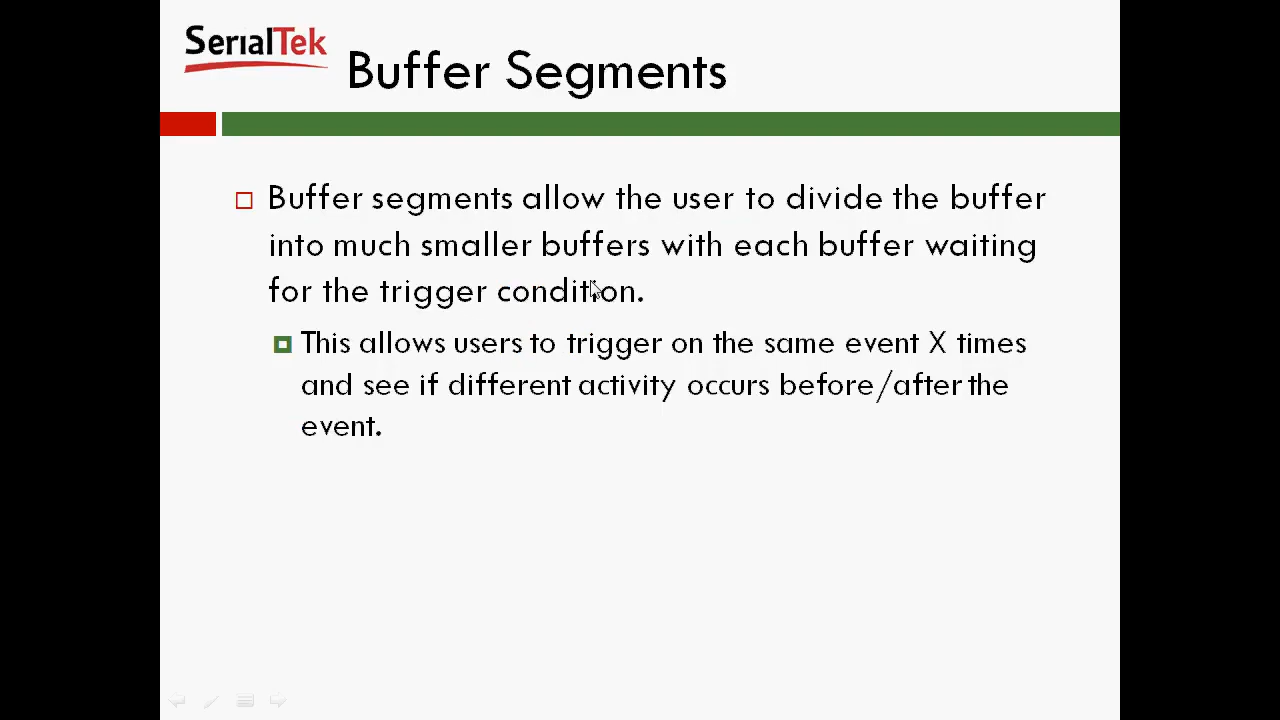 SerialTek
Buffer Segments
Buffer segments allow the user to divide the buffer
into much smaller buffers with each buffer waiting
for the trigger condition.
This allows users to trigger on the same event X times
and see if different activity occurs before/after the
event.